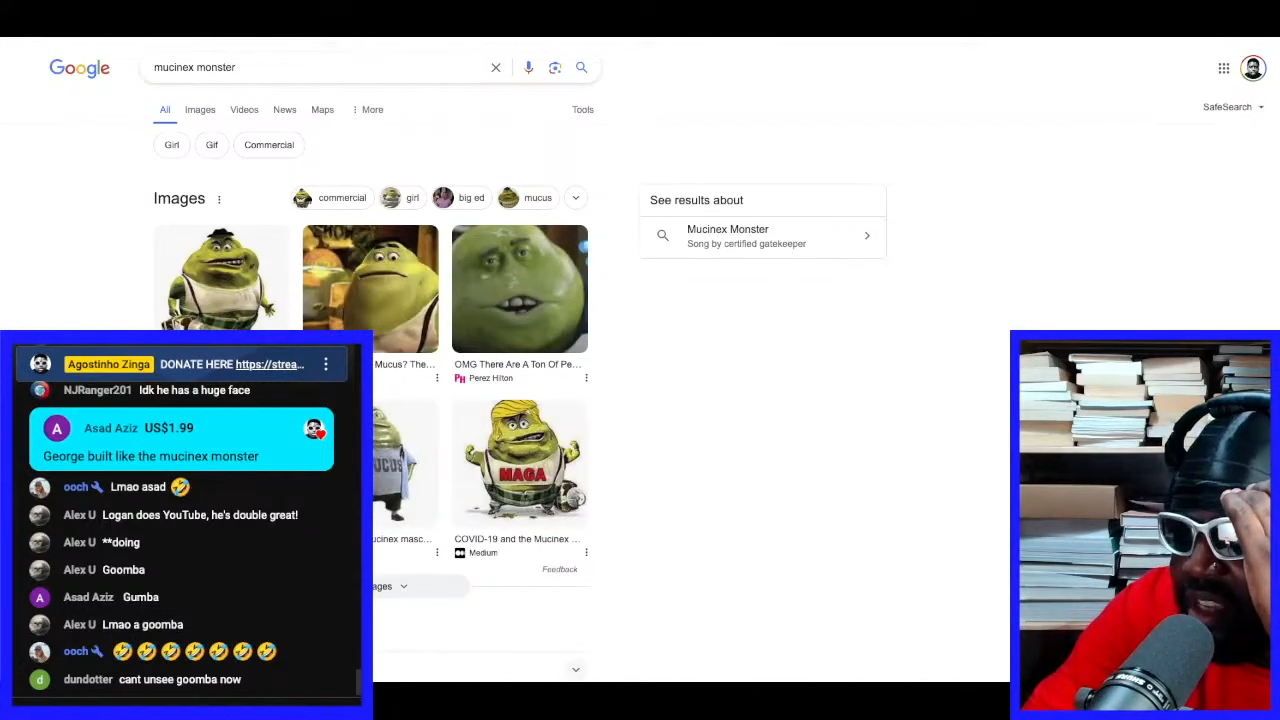 Google
mucinex monster
All Images Videos News Maps More Tools
SafeSearch
Girl Gif Commercial
Images commercial girl big ed mucus
See results about
Mucinex Monster
Song by certified gatekeeper
Mucus? The...
OMG There Are A Ton Of Pe...
PH Perez Hilton
MUCUS
MAGA
ucinex masc...
COVID-19 and the Mucinex ...
Medium
Feedback
ages
Agostinho Zinga DONATE HERE https://strea...
NJRanger201 Idk he has a huge face
A Asad Aziz US$1.99
George built like the mucinex monster
ooch Lmao asad 🤣
Alex U Logan does YouTube, he's double great!
Alex U **doing
Alex U Goomba
A Asad Aziz Gumba
Alex U Lmao a goomba
ooch 🤣🤣🤣🤣🤣🤣🤣
d dundotter cant unsee goomba now